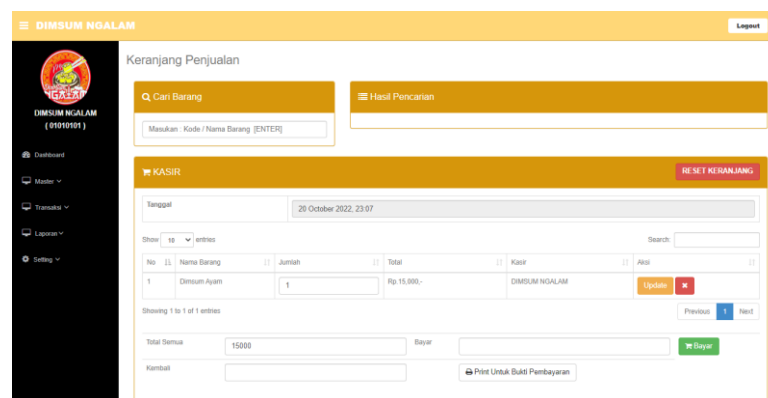 DIMSUM NGALAM
Logout
NGALAM
DIMSUM NGALAM
( 01010101 )
Dashboard
Master
Transaksi
Laporan
Setting
Keranjang Penjualan
Cari Barang
Masukan : Kode / Nama Barang [ENTER]
Hasil Pencarian
KASIR
RESET KERANJANG
Tanggal
20 October 2022, 23:07
Show 10 entries
Search:
No Nama Barang Jumlah Total Kasir Aksi
1 Dimsum Ayam 1 Rp.15,000,- DIMSUM NGALAM Update
Showing 1 to 1 of 1 entries
Previous 1 Next
Total Semua 15000 Bayar Bayar
Kembali Print Untuk Bukti Pembayaran